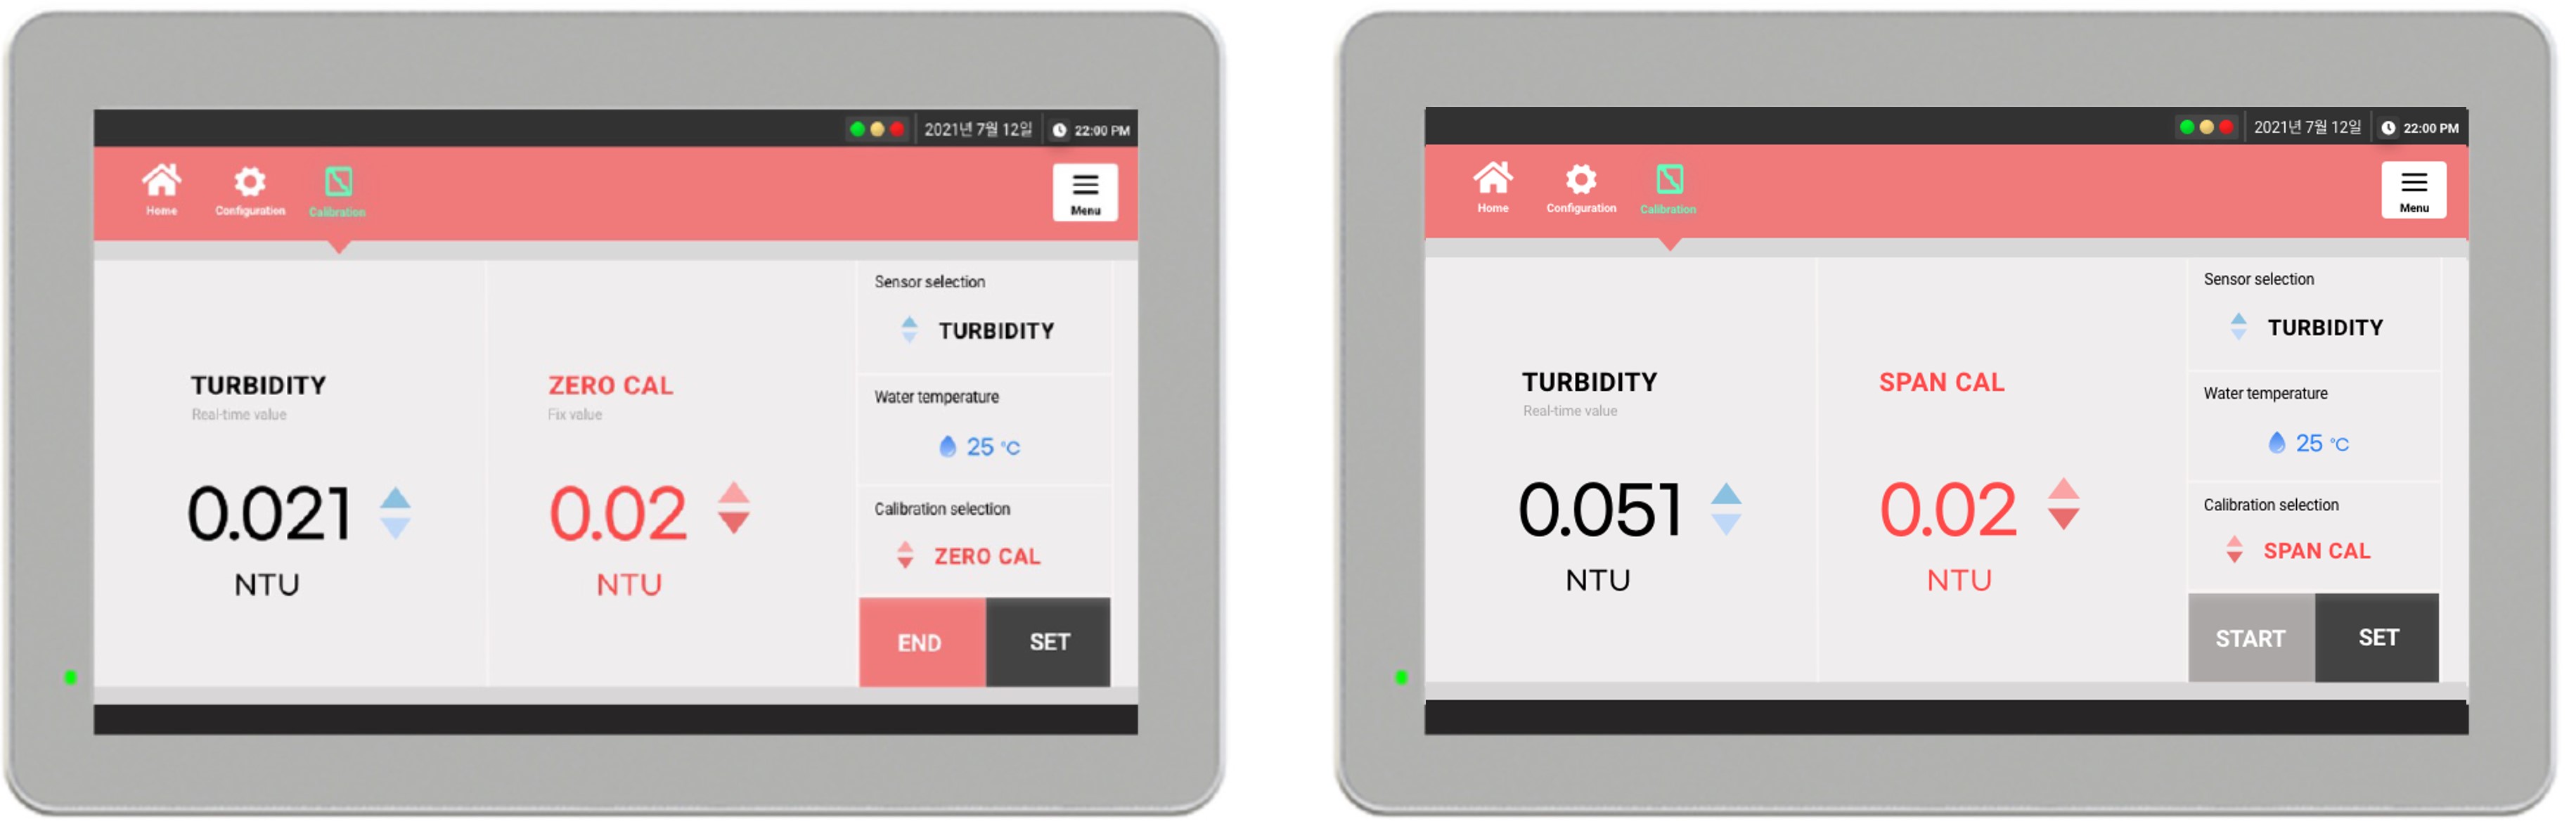 2021년 7월 12일 22:00 PM
Home Configuration Calibration Menu
Sensor selection
TURBIDITY
TURBIDITY
Real-time value
ZERO CAL
Fix value
Water temperature
25 °C
0.021
NTU
0.02
NTU
Calibration selection
ZERO CAL
END SET
2021년 7월 12일 22:00 PM
Home Configuration Calibration Menu
Sensor selection
TURBIDITY
TURBIDITY
Real-time value
SPAN CAL
Water temperature
25 °C
0.051
NTU
0.02
NTU
Calibration selection
SPAN CAL
START SET